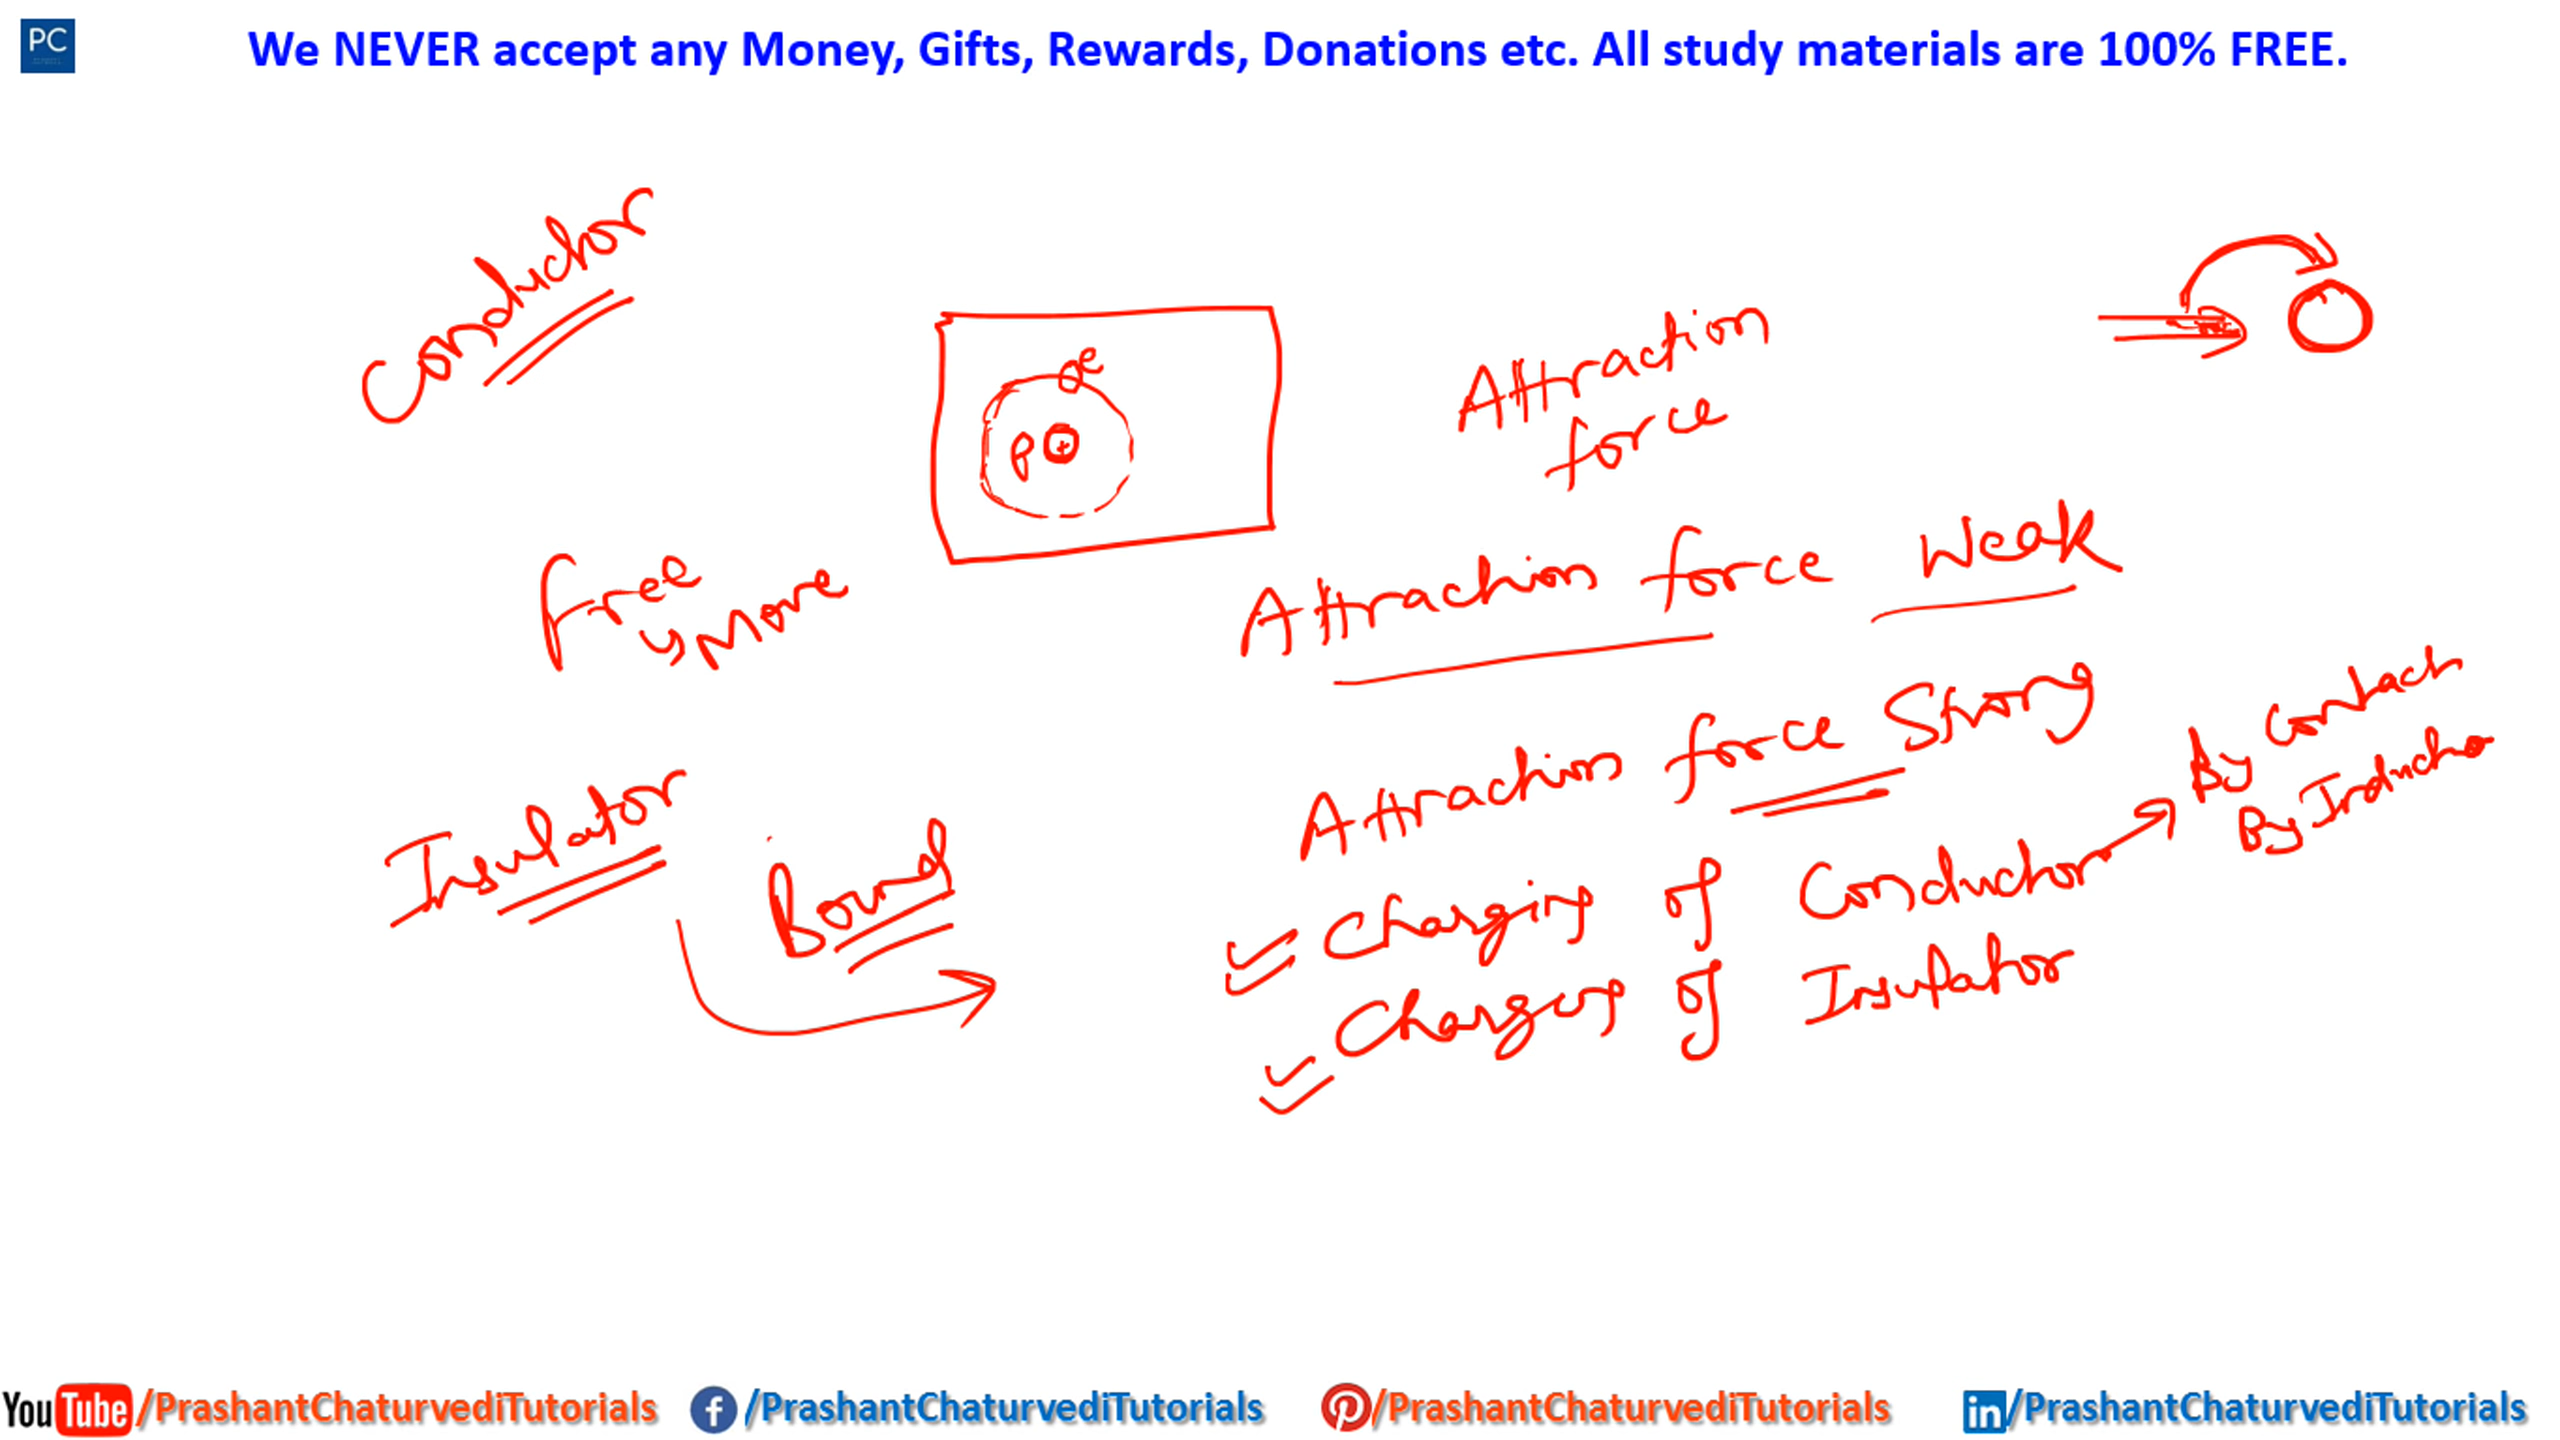 PC
We NEVER accept any Money, Gifts, Rewards, Donations etc. All study materials are 100% FREE.
Conductor
e
P +
Attraction
force
Free
Move
Attraction force Weak
Attraction force Strong
Insulator
Bound
By Contact
By Induction
Charging of Conductor
Charging of Insulator
YouTube/PrashantChaturvediTutorials
f/PrashantChaturvediTutorials
/PrashantChaturvediTutorials
in/PrashantChaturvediTutorials